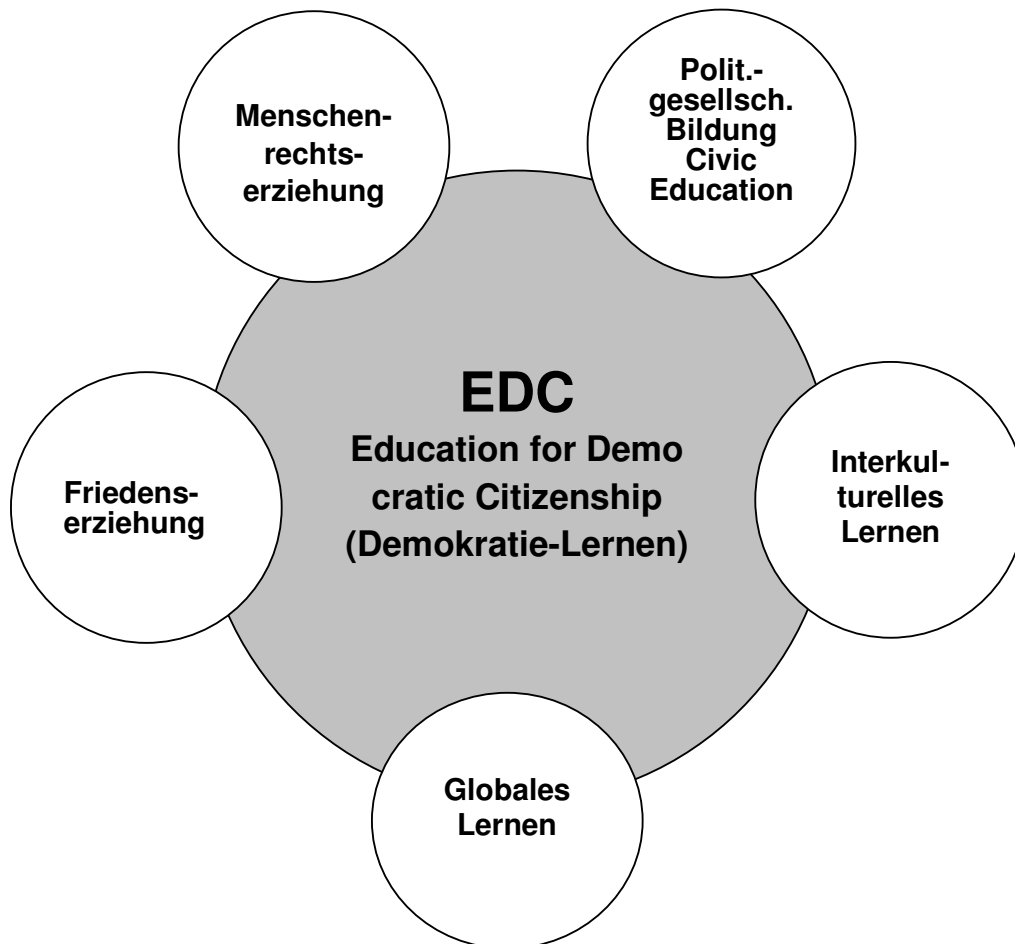 Menschen-
rechts-
erziehung
Polit.-
gesellsch.
Bildung
Civic
Education
EDC
Education for Demo
cratic Citizenship
(Demokratie-Lernen)
Friedens-
erziehung
Interkul-
turelles
Lernen
Globales
Lernen